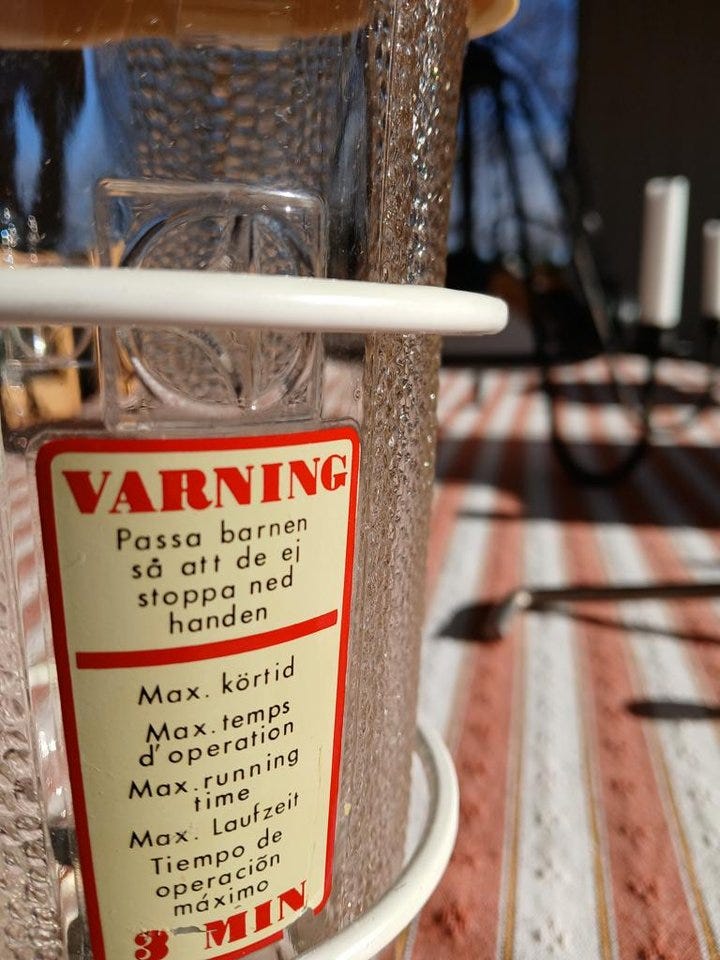 VARNING
Passa barnen
så att de ej
stoppa ned
handen
Max. körtid
Max. temps
d'operation
Max. running
time
Max. Laufzeit
Tiempo de
operaciõn
máximo
3 MIN